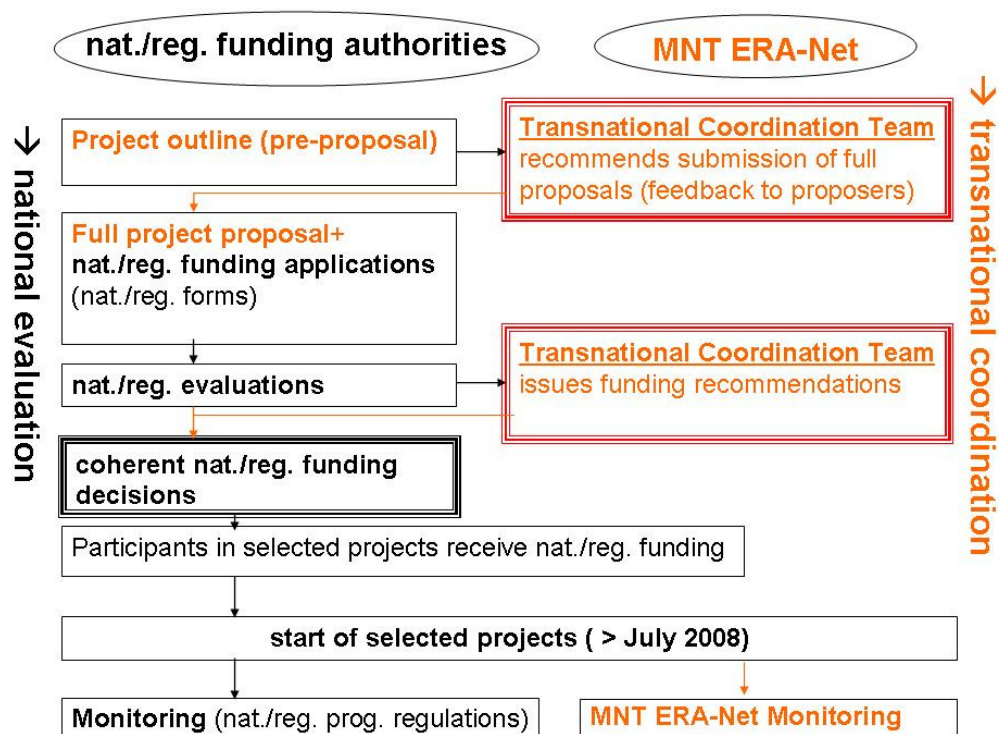 nat./reg. funding authorities
MNT ERA-Net
→ national evaluation
→ transnational coordination
Project outline (pre-proposal)
Transnational Coordination Team
recommends submission of full
proposals (feedback to proposers)
Full project proposal+
nat./reg. funding applications
(nat./reg. forms)
nat./reg. evaluations
Transnational Coordination Team
issues funding recommendations
coherent nat./reg. funding
decisions
Participants in selected projects receive nat./reg. funding
start of selected projects ( > July 2008)
Monitoring (nat./reg. prog. regulations)
MNT ERA-Net Monitoring